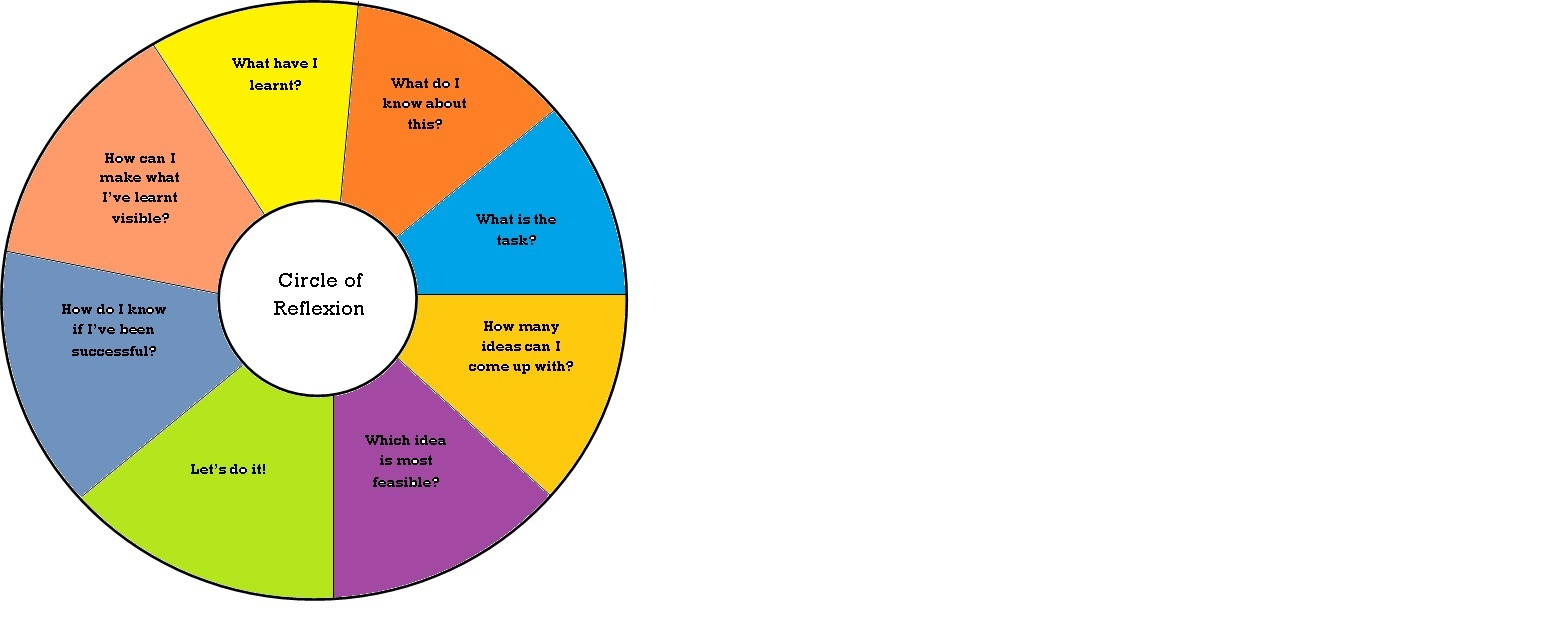 What have I
learnt?
What do I
know about
this?
What is the
task?
How many
ideas can I
come up with?
Which idea
is most
feasible?
Let's do it!
How do I know
if I've been
successful?
How can I
make what
I've learnt
visible?
Circle of
Reflexion